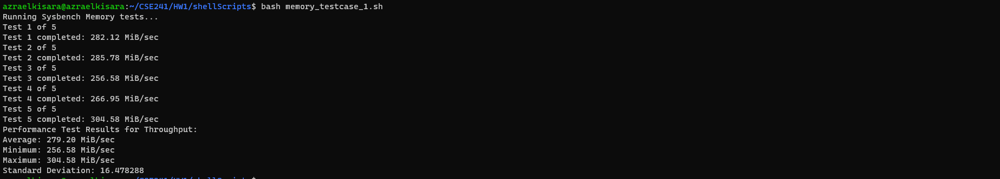 azraelkisara@azraelkisara:~/CSE241/HW1/shellScripts$ bash memory_testcase_1.sh
Running Sysbench Memory tests...
Test 1 of 5
Test 1 completed: 282.12 MiB/sec
Test 2 of 5
Test 2 completed: 285.78 MiB/sec
Test 3 of 5
Test 3 completed: 256.58 MiB/sec
Test 4 of 5
Test 4 completed: 266.95 MiB/sec
Test 5 of 5
Test 5 completed: 304.58 MiB/sec
Performance Test Results for Throughput:
Average: 279.20 MiB/sec
Minimum: 256.58 MiB/sec
Maximum: 304.58 MiB/sec
Standard Deviation: 16.478288